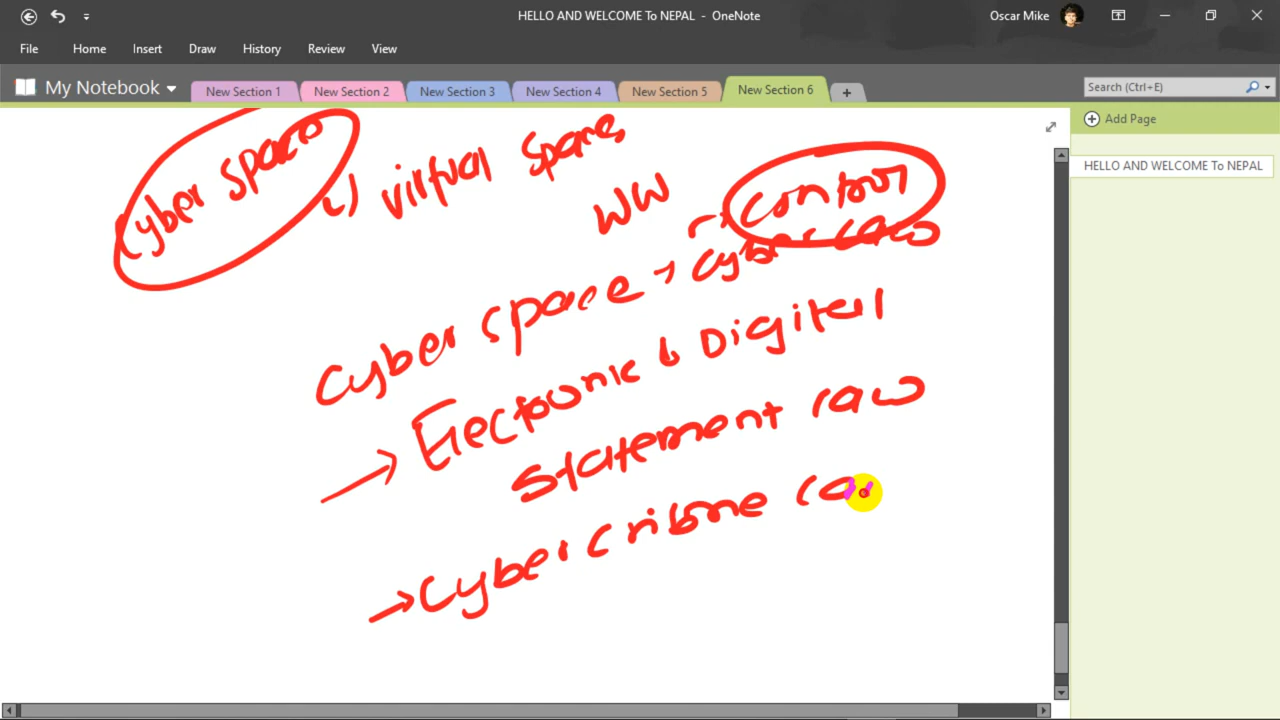 HELLO AND WELCOME To NEPAL - OneNote
Oscar Mike
File Home Insert Draw History Review View
My Notebook
New Section 1 New Section 2 New Section 3 New Section 4 New Section 5 New Section 6
Search (Ctrl+E)
Add Page
HELLO AND WELCOME To NEPAL
Cyber space
virtual space
WW
control
Cyber space → cyber law
→ Electronic & Digital
statement law
→ Cyber crime